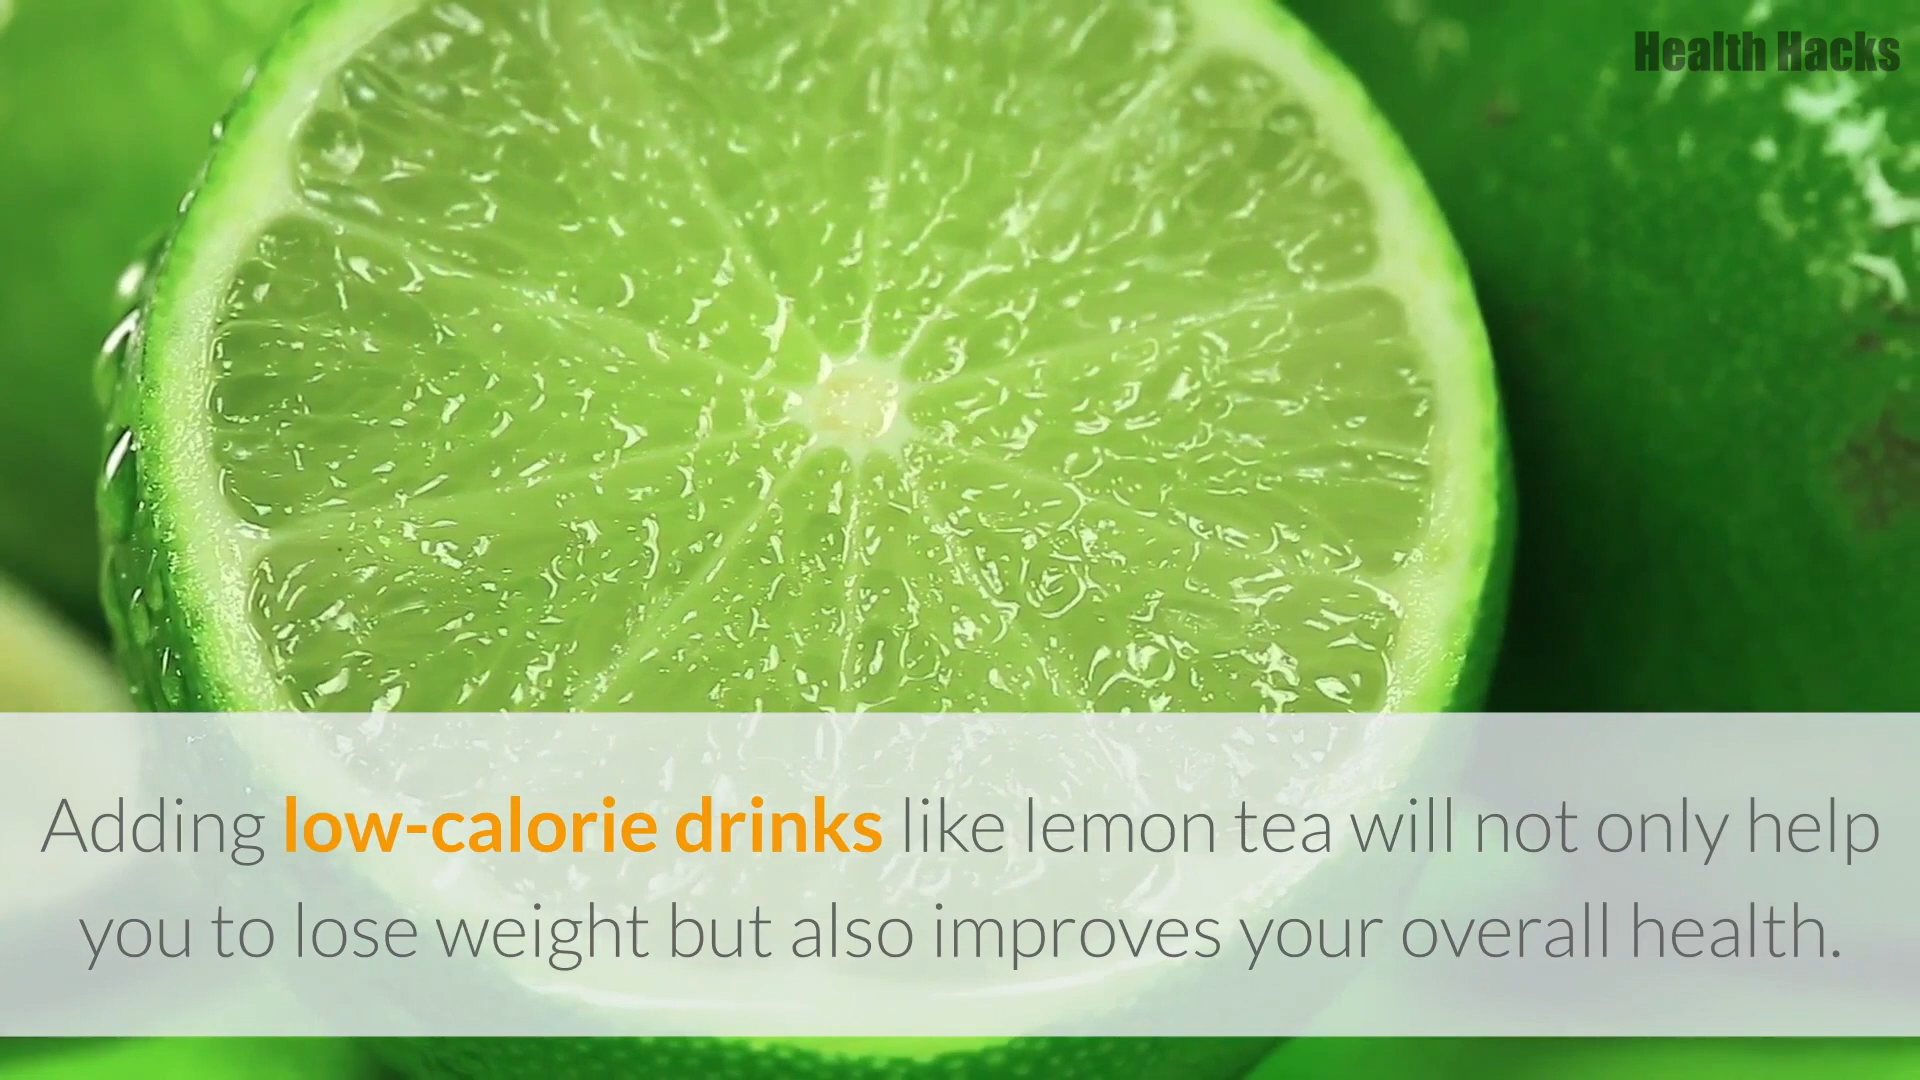 Health Hacks
Adding low-calorie drinks like lemon tea will not only help
you to lose weight but also improves your overall health.